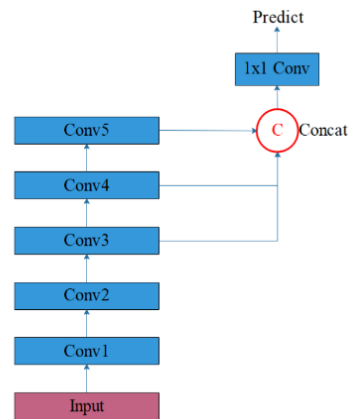 Predict
1x1 Conv
C Concat
Conv5
Conv4
Conv3
Conv2
Conv1
Input